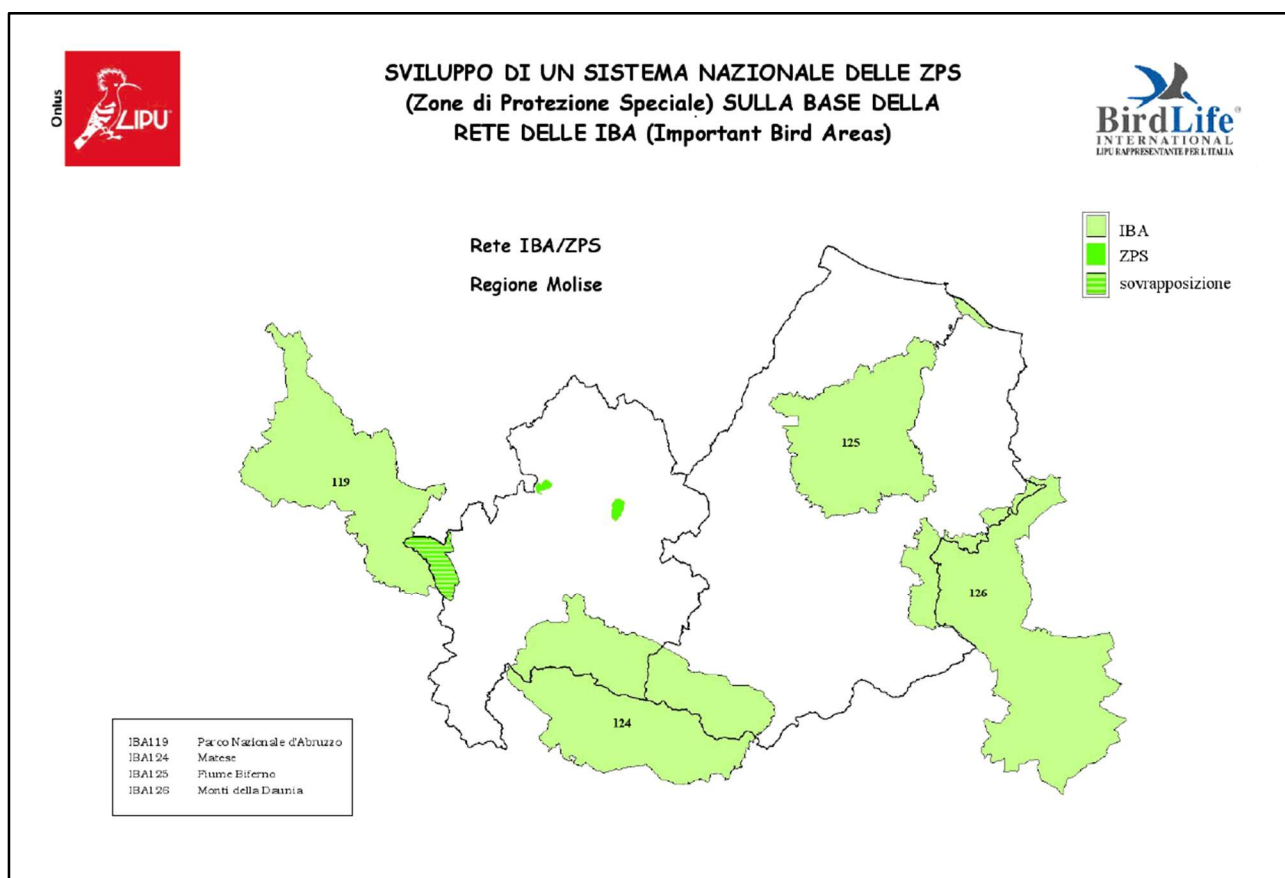 Onlus
LIPU
SVILUPPO DI UN SISTEMA NAZIONALE DELLE ZPS
(Zone di Protezione Speciale) SULLA BASE DELLA
RETE DELLE IBA (Important Bird Areas)
BirdLife®
INTERNATIONAL
LIPU RAPPRESENTANTE PER L'ITALIA
Rete IBA/ZPS
Regione Molise
IBA
ZPS
sovrapposizione
119
125
126
124
IBA119 Parco Nazionale d'Abruzzo
IBA124 Matese
IBA125 Fiume Biferno
IBA126 Monti della Daunia